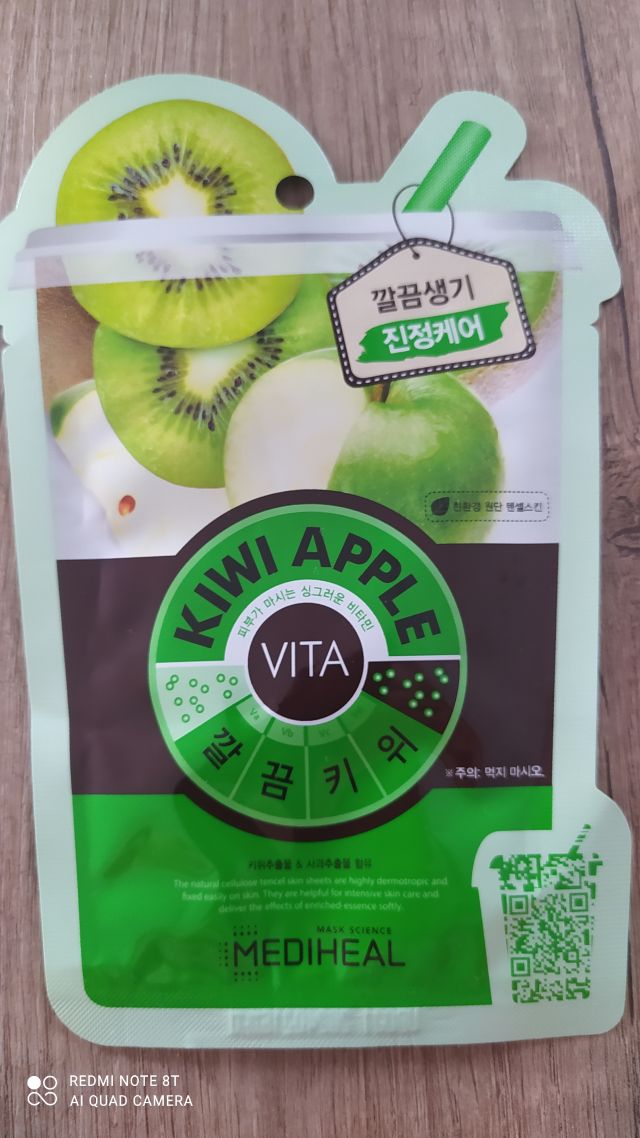 깔끔생기
진정케어
친환경 원단 텐셀스킨
KIWI APPLE
피부가 마시는 싱그러운 비타민
VITA
Va Vb Vc
깔끔키위
※ 주의: 먹지 마시오.
키위추출물 & 사과추출물 함유
The natural cellulose tencel skin sheets are highly dermotropic and
fixed easily on skin. They are helpful for intensive skin care and
deliver the effects of enriched essence softly.
MASK SCIENCE
MEDIHEAL
REDMI NOTE 8T
AI QUAD CAMERA